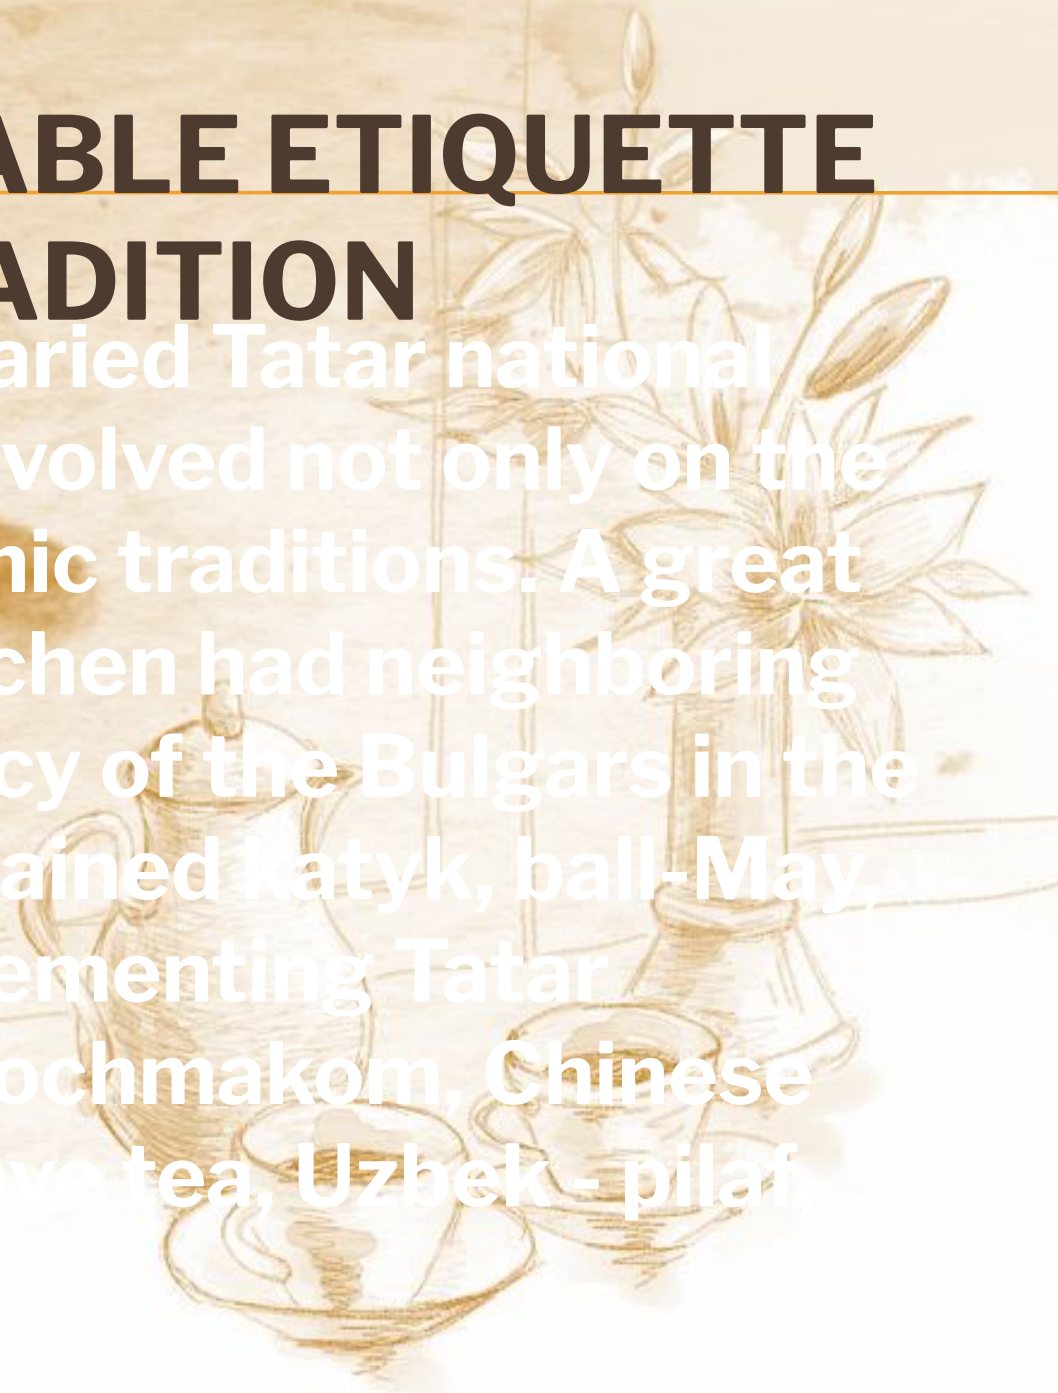 ABLE ETIQUETTE
ADITION
aried Tatar national
volved not only on the
nic traditions. A great
chen had neighboring
cy of the Bulgars in the
ained katyk, ball-May,
ementing Tatar
ochmakom, Chinese
ve tea, Uzbek - pilaf,